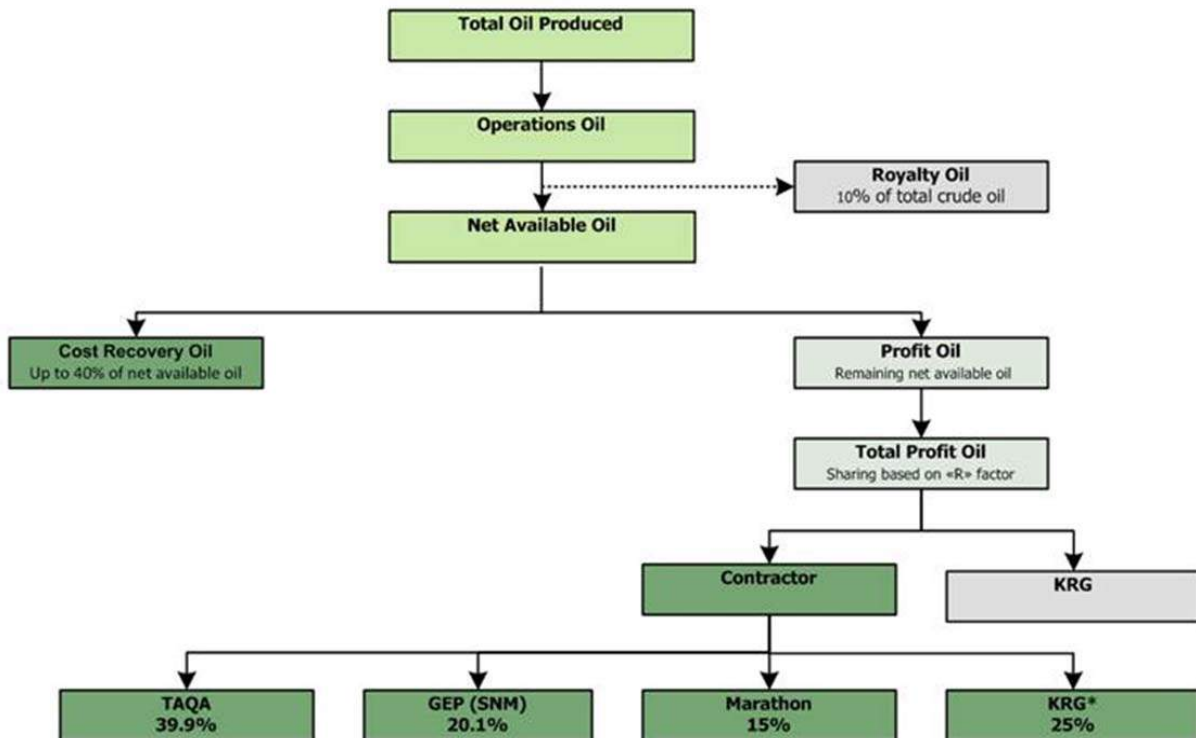 Total Oil Produced
Operations Oil
Royalty Oil
10% of total crude oil
Net Available Oil
Cost Recovery Oil
Up to 40% of net available oil
Profit Oil
Remaining net available oil
Total Profit Oil
Sharing based on «R» factor
Contractor
KRG
TAQA
39.9%
GEP (SNM)
20.1%
Marathon
15%
KRG*
25%